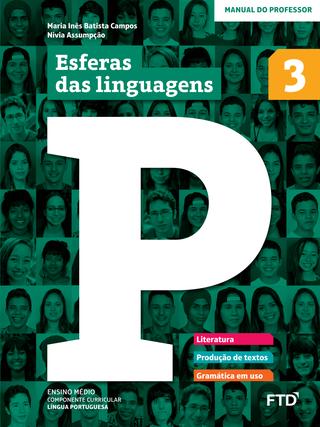 MANUAL DO PROFESSOR
Maria Inês Batista Campos
Nivia Assumpção
Esferas
das linguagens
3
P
Literatura
Produção de textos
Gramática em uso
ENSINO MÉDIO
COMPONENTE CURRICULAR
LÍNGUA PORTUGUESA
FTD